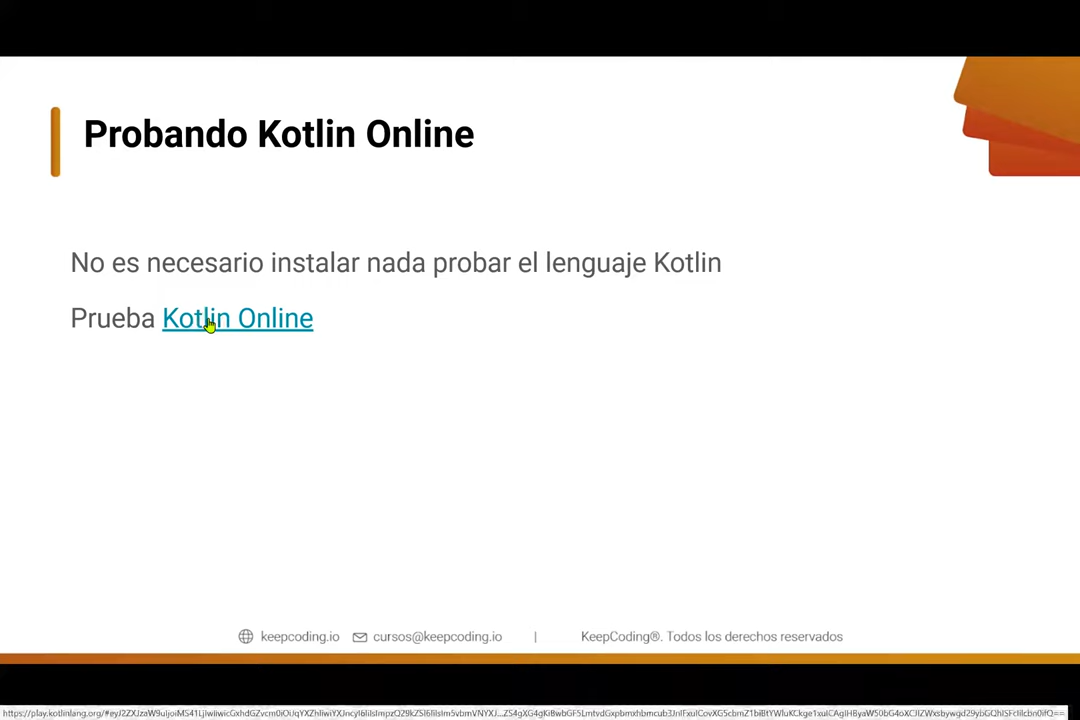 Probando Kotlin Online
No es necesario instalar nada probar el lenguaje Kotlin
Prueba Kotlin Online
keepcoding.io cursos@keepcoding.io | KeepCoding®. Todos los derechos reservados